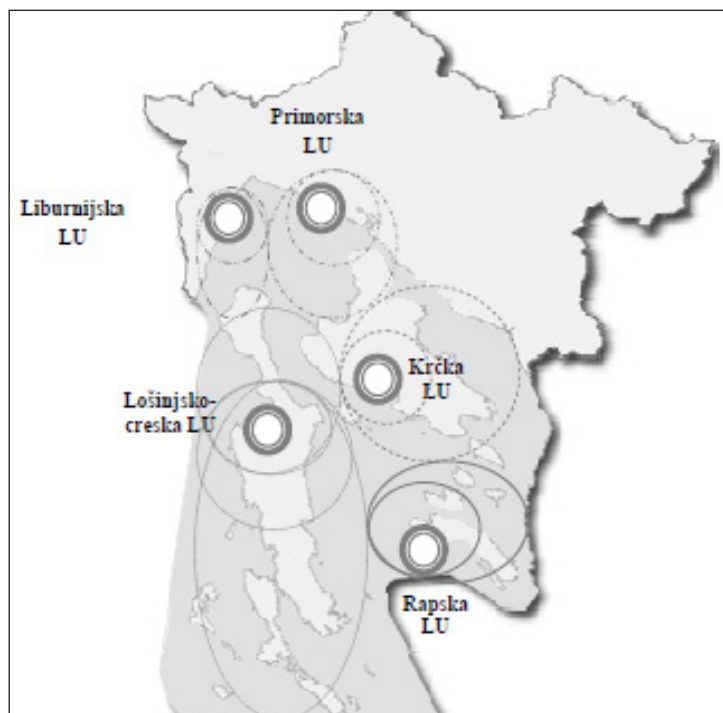 Primorska
LU
Liburnijska
LU
Krčka
LU
Lošinjsko-
creska LU
Rapska
LU